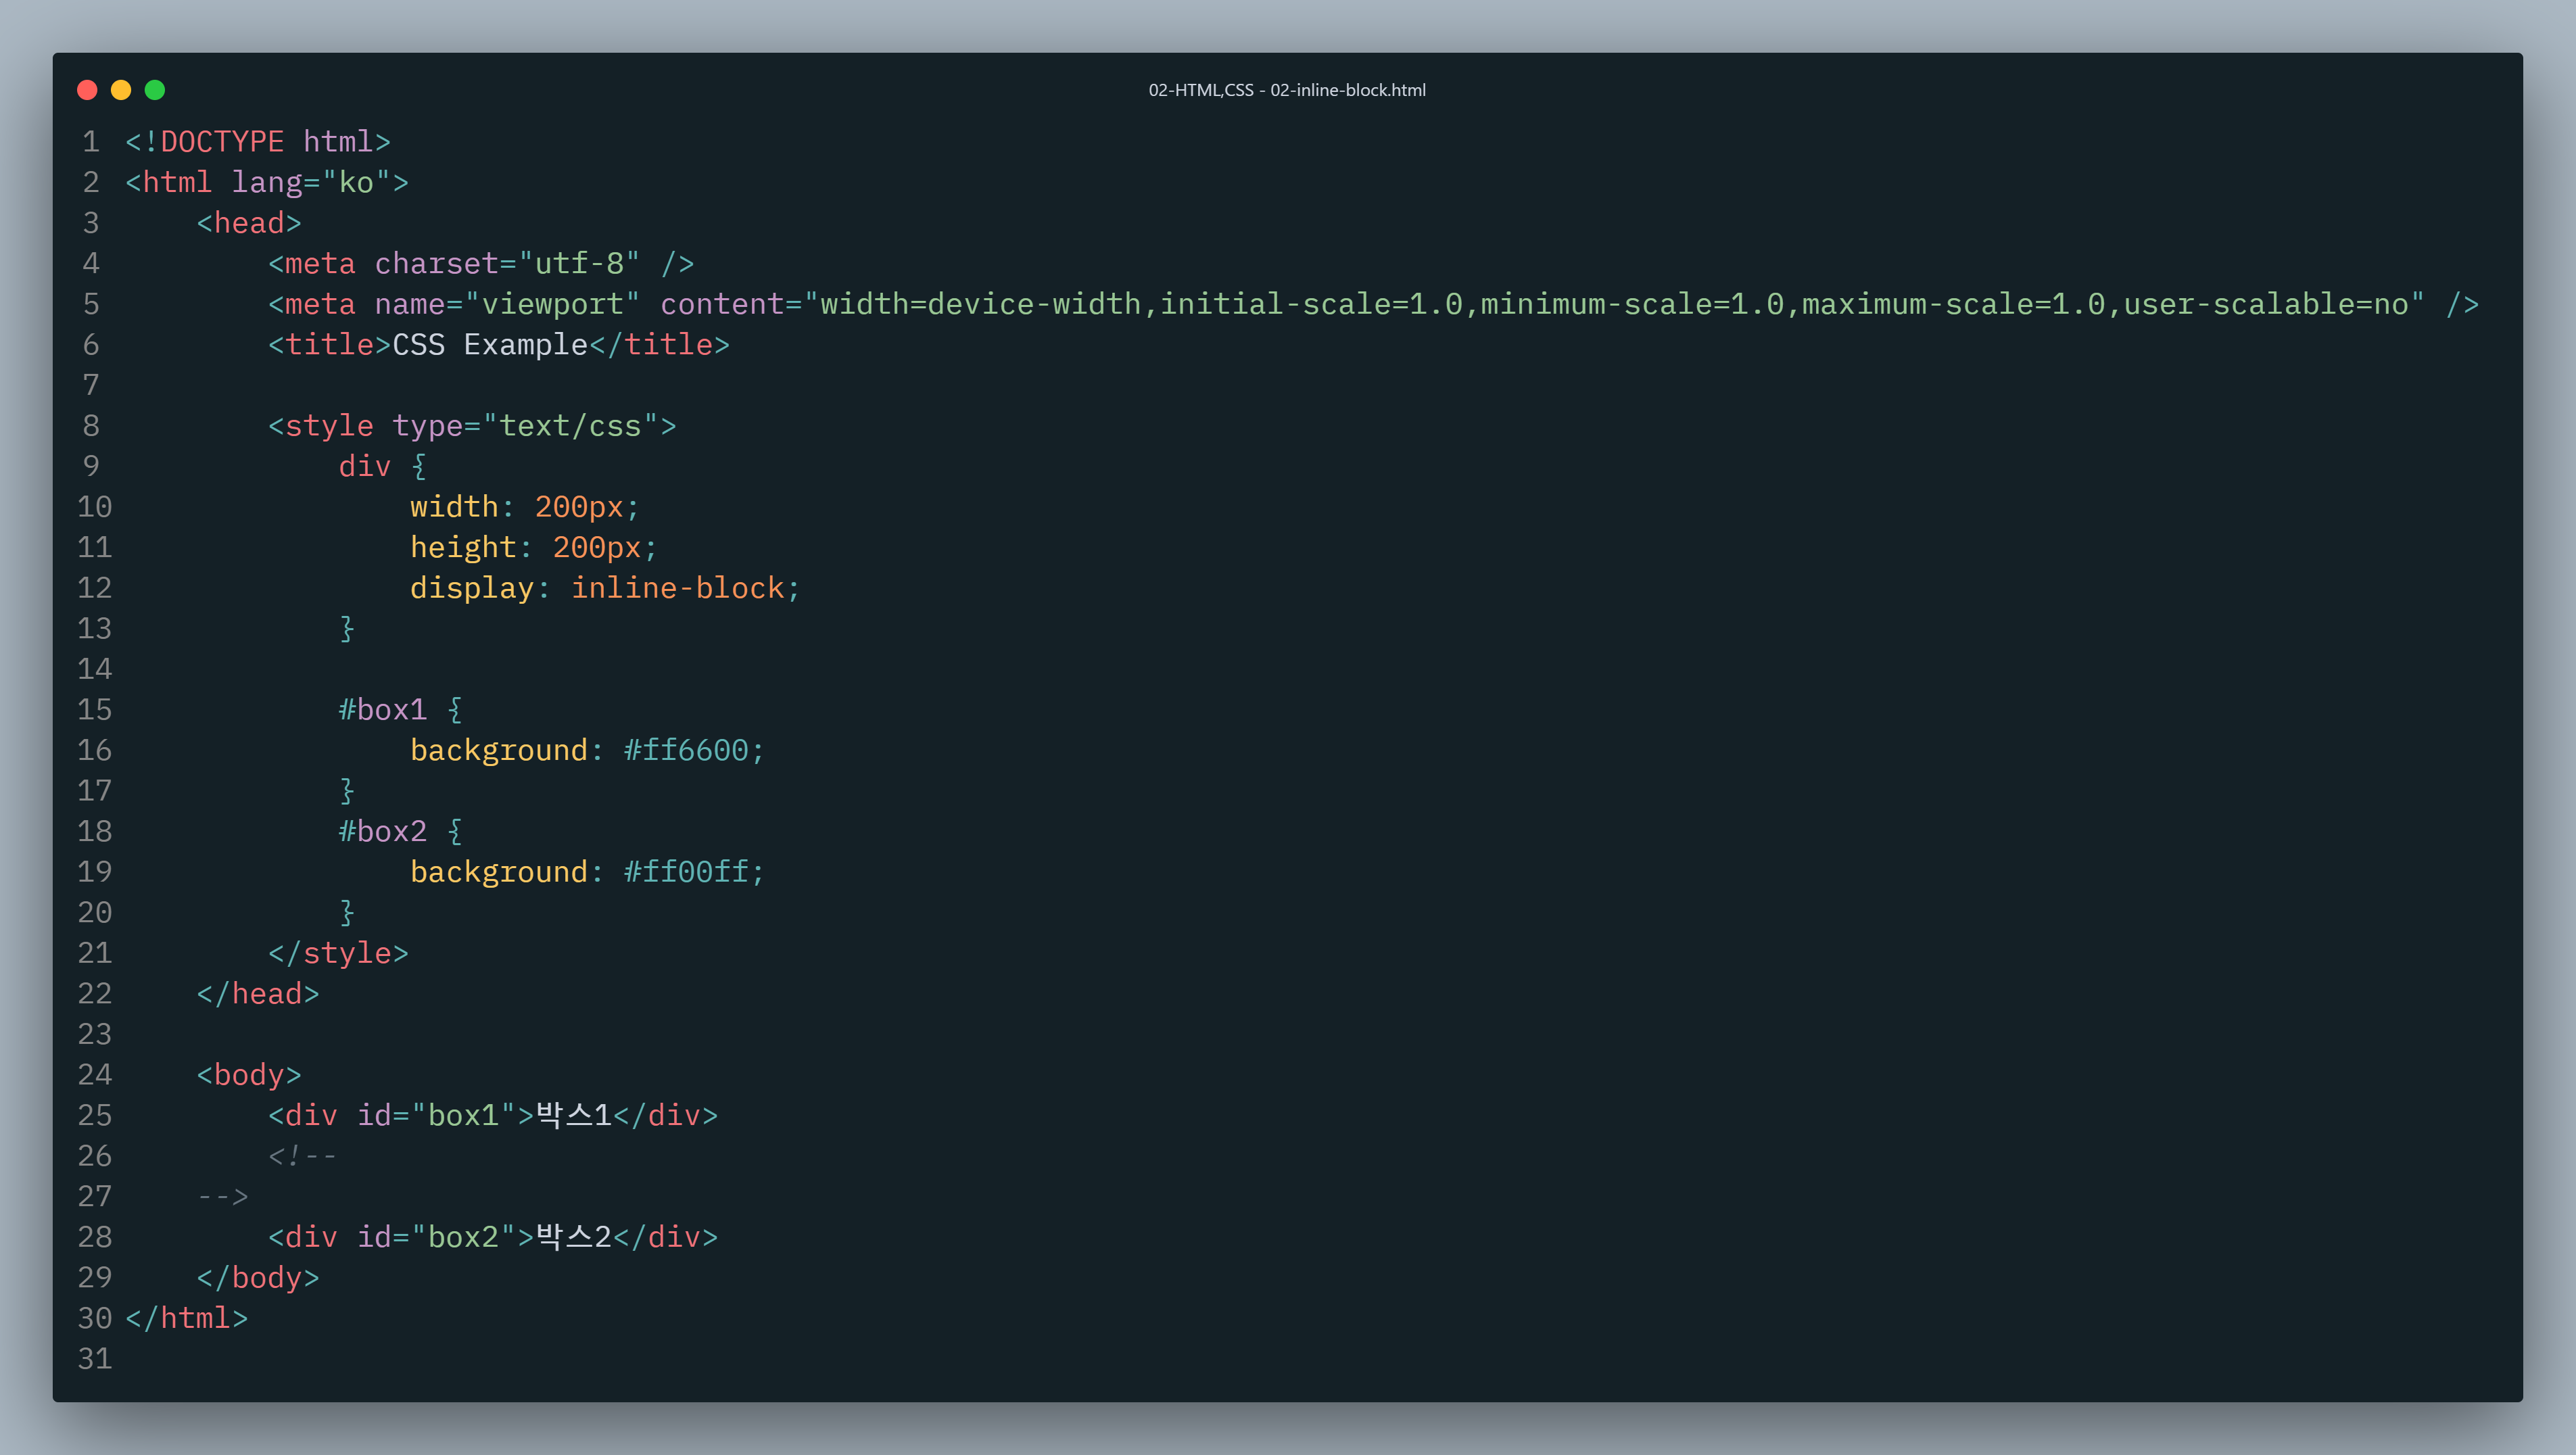 02-HTML,CSS - 02-inline-block.html
1 <!DOCTYPE html>
2 <html lang="ko">
3     <head>
4         <meta charset="utf-8" />
5         <meta name="viewport" content="width=device-width,initial-scale=1.0,minimum-scale=1.0,maximum-scale=1.0,user-scalable=no" />
6         <title>CSS Example</title>
7
8         <style type="text/css">
9             div {
10                 width: 200px;
11                 height: 200px;
12                 display: inline-block;
13             }
14
15             #box1 {
16                 background: #ff6600;
17             }
18             #box2 {
19                 background: #ff00ff;
20             }
21         </style>
22     </head>
23
24     <body>
25         <div id="box1">박스1</div>
26         <!--
27     -->
28         <div id="box2">박스2</div>
29     </body>
30 </html>
31